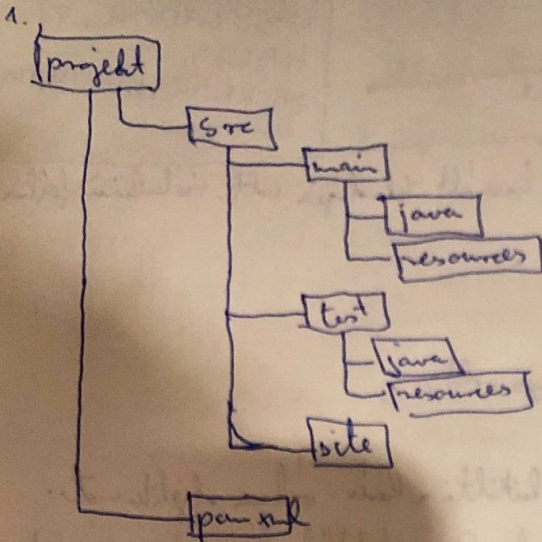 1.
projekt
src
main
java
resources
test
java
resources
site
pom.xml